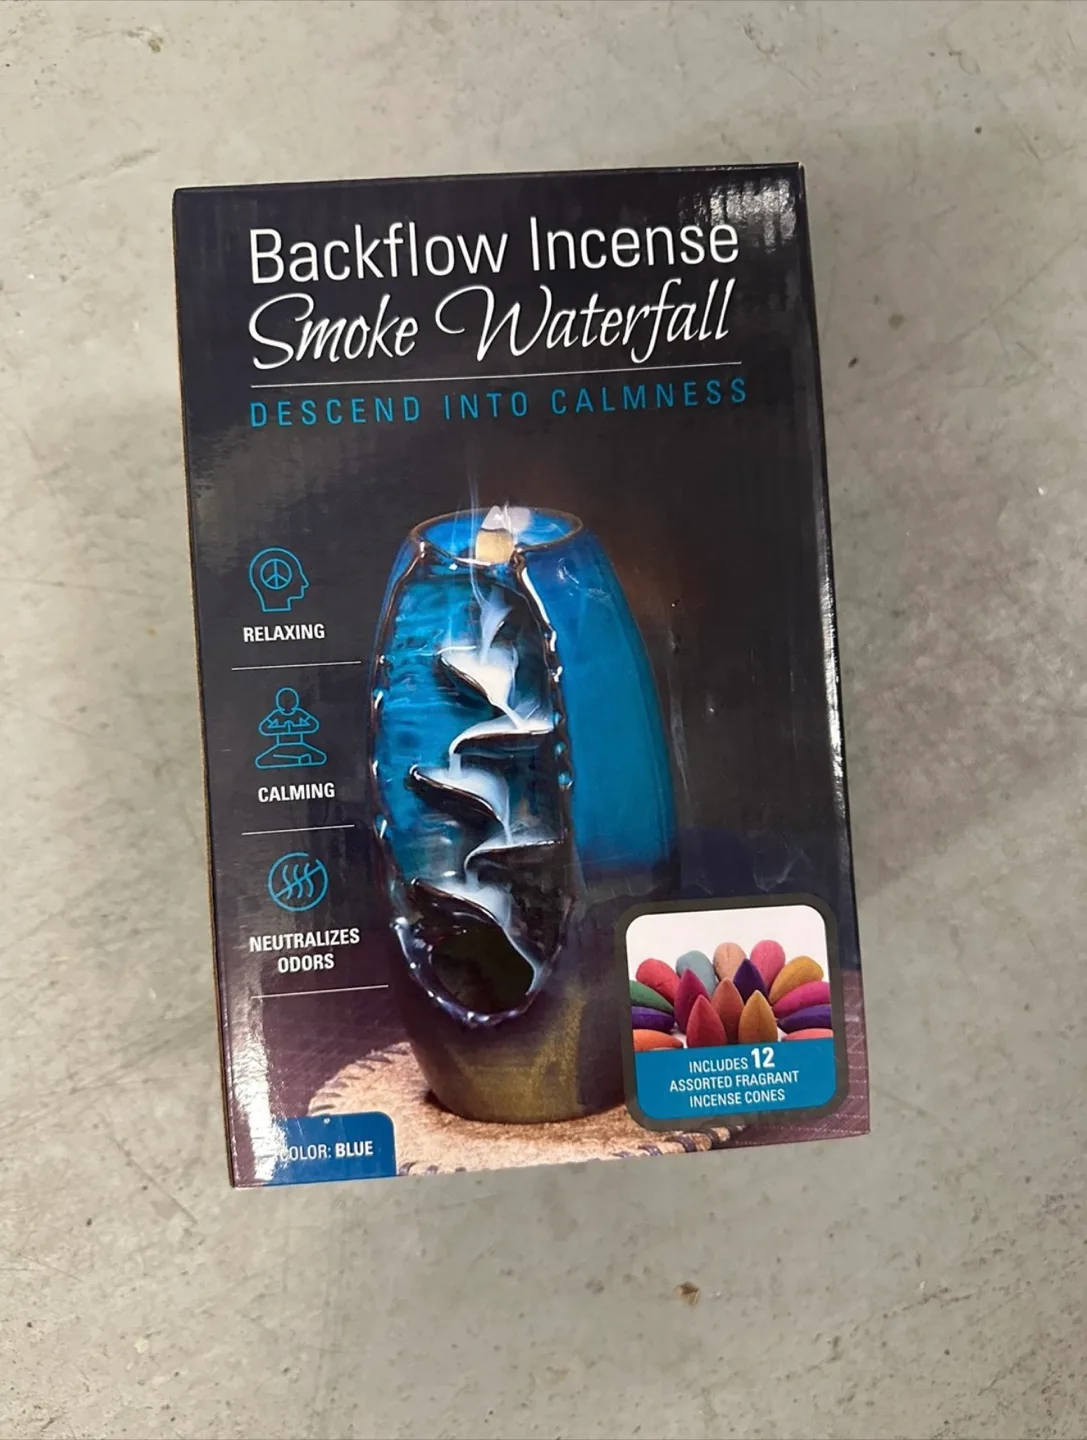 Backflow Incense
Smoke Waterfall
DESCEND INTO CALMNESS
RELAXING
CALMING
NEUTRALIZES
ODORS
INCLUDES 12
ASSORTED FRAGRANT
INCENSE CONES
COLOR: BLUE